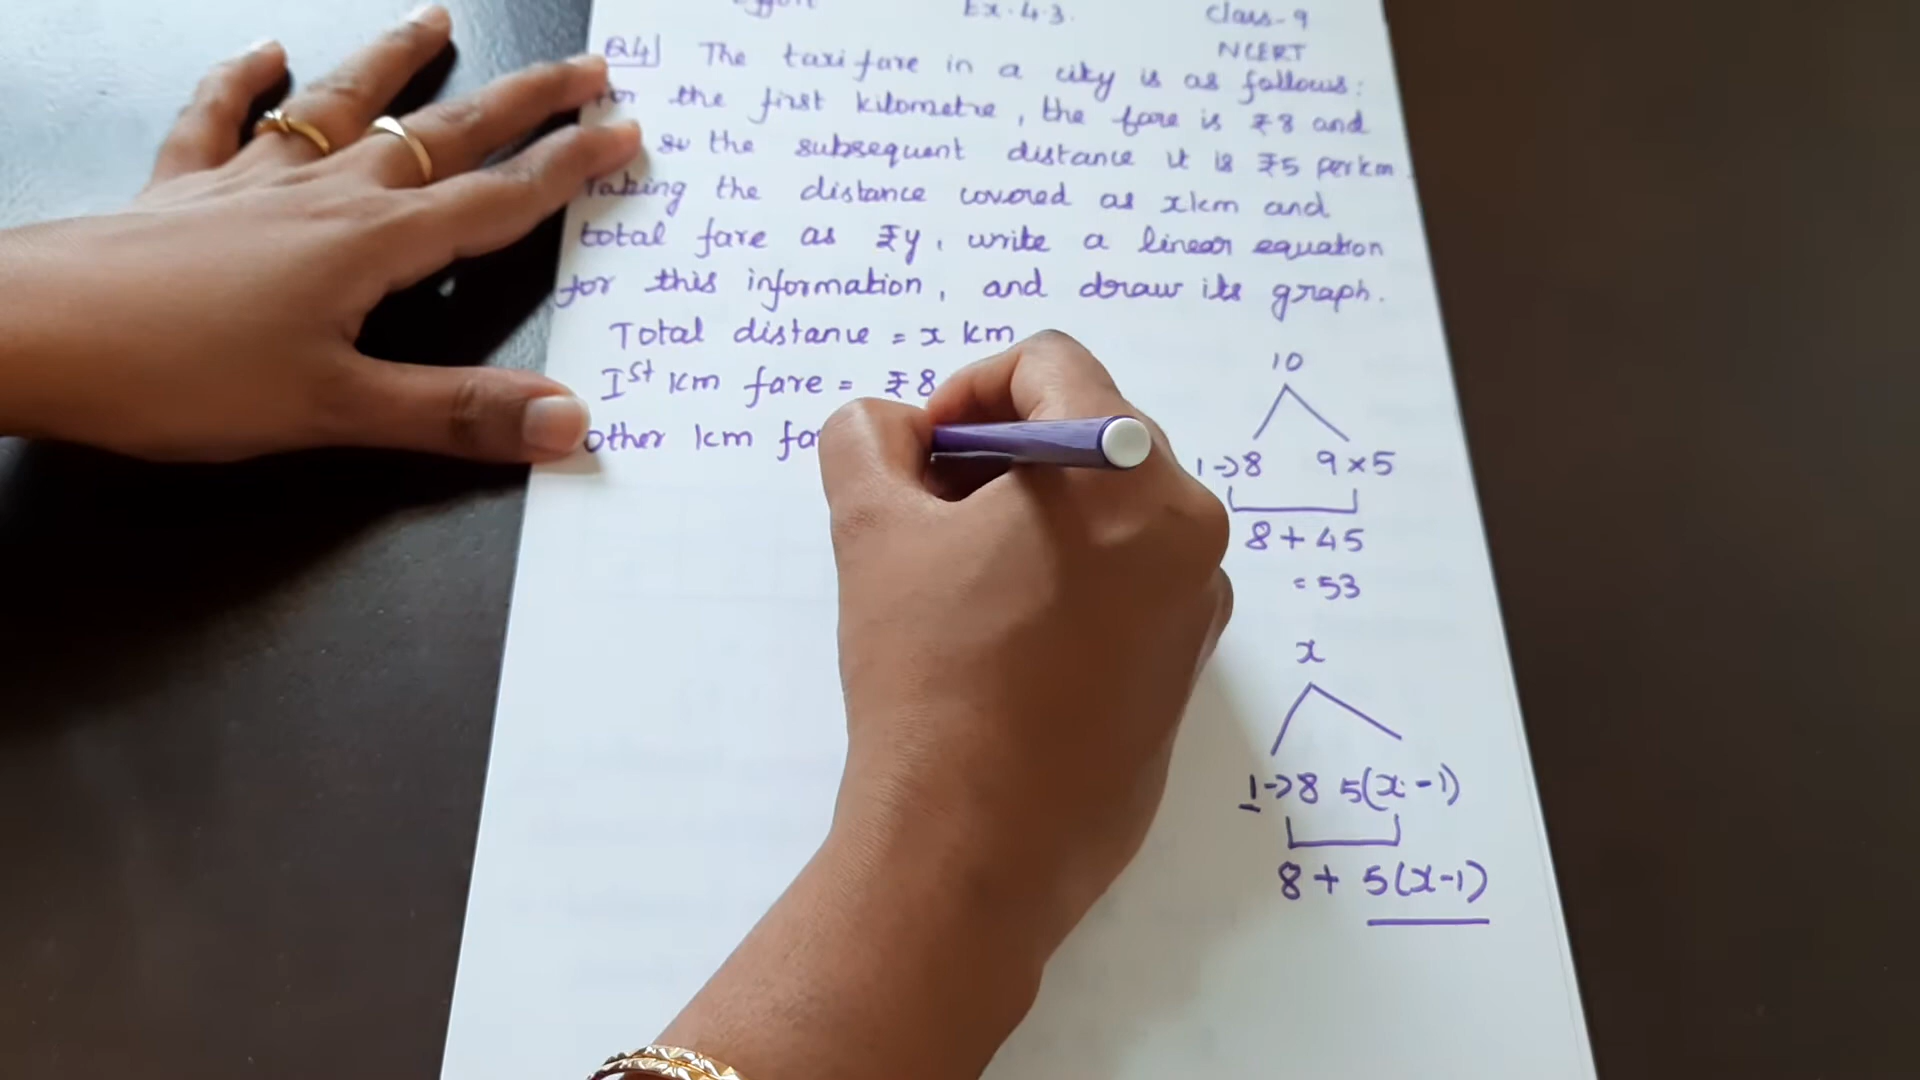 Ex. 4.3. Class-9
NCERT
Q4] The taxi fare in a city is as follows:
the first kilometre, the fare is ₹8 and
the subsequent distance it is ₹5 per km.
Taking the distance covered as x km and
total fare as ₹y, write a linear equation
for this information, and draw its graph.
Total distance = x km
Ist km fare = ₹8
other km
10
1→8 9×5
8+45
=53
x
1→8 5(x-1)
8+ 5(x-1)